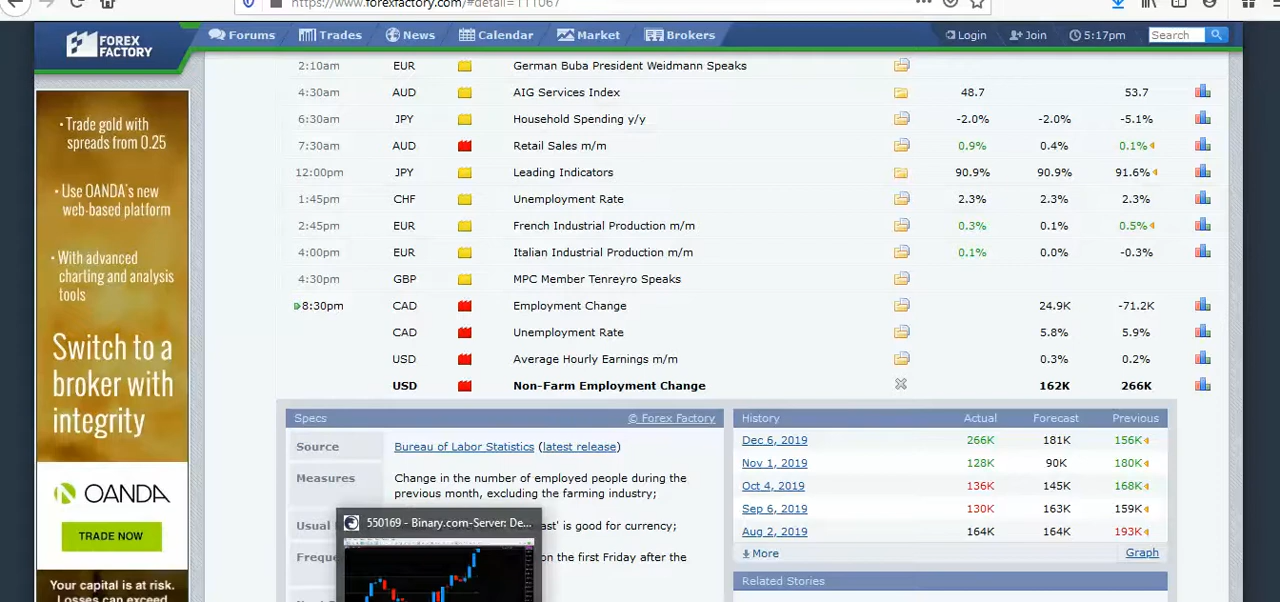 https://www.forexfactory.com/#detail=111067
FOREX
FACTORY
Forums
Trades
News
Calendar
Market
Brokers
Login
Join
5:17pm
Search
2:10am EUR German Buba President Weidmann Speaks
4:30am AUD AIG Services Index 48.7 53.7
6:30am JPY Household Spending y/y -2.0% -2.0% -5.1%
7:30am AUD Retail Sales m/m 0.9% 0.4% 0.1%
12:00pm JPY Leading Indicators 90.9% 90.9% 91.6%
1:45pm CHF Unemployment Rate 2.3% 2.3% 2.3%
2:45pm EUR French Industrial Production m/m 0.3% 0.1% 0.5%
4:00pm EUR Italian Industrial Production m/m 0.1% 0.0% -0.3%
4:30pm GBP MPC Member Tenreyro Speaks
8:30pm CAD Employment Change 24.9K -71.2K
CAD Unemployment Rate 5.8% 5.9%
USD Average Hourly Earnings m/m 0.3% 0.2%
USD Non-Farm Employment Change 162K 266K
Specs © Forex Factory
Source Bureau of Labor Statistics (latest release)
Measures Change in the number of employed people during the
previous month, excluding the farming industry;
Usual ast' is good for currency;
Frequ on the first Friday after the
550169 - Binary.com-Server: De...
History Actual Forecast Previous
Dec 6, 2019 266K 181K 156K
Nov 1, 2019 128K 90K 180K
Oct 4, 2019 136K 145K 168K
Sep 6, 2019 130K 163K 159K
Aug 2, 2019 164K 164K 193K
More Graph
Related Stories
• Trade gold with
spreads from 0.25
• Use OANDA's new
web-based platform
• With advanced
charting and analysis
tools
Switch to a
broker with
integrity
OANDA
TRADE NOW
Your capital is at risk.
Losses can exceed